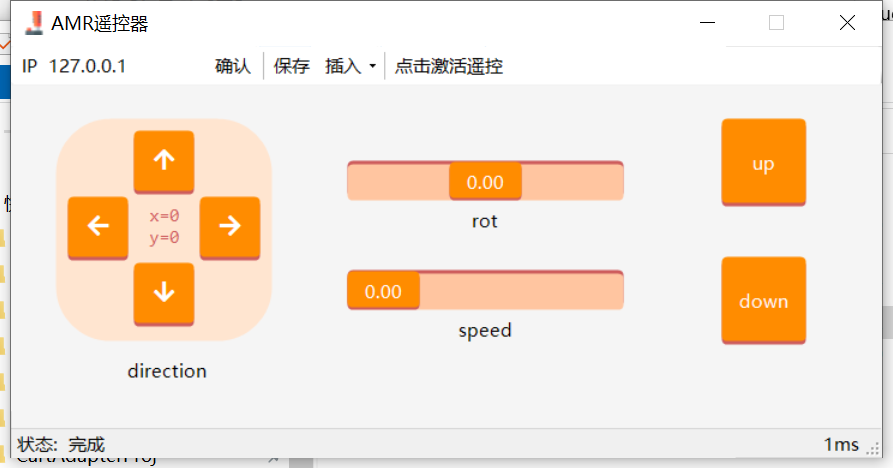 AMR遥控器
IP 127.0.0.1 确认 保存 插入 点击激活遥控
up
x=0
y=0
0.00
rot
0.00
speed
down
direction
状态: 完成 1ms